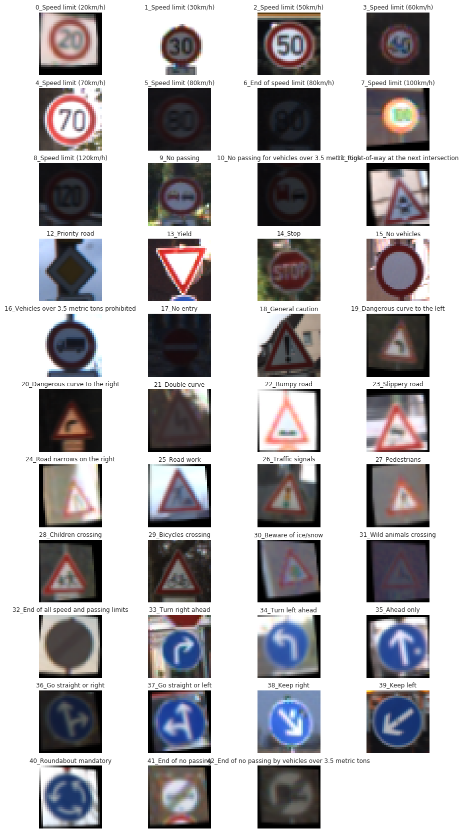 0_Speed limit (20km/h) 1_Speed limit (30km/h) 2_Speed limit (50km/h) 3_Speed limit (60km/h)
20 30 50 60
4_Speed limit (70km/h) 5_Speed limit (80km/h) 6_End of speed limit (80km/h) 7_Speed limit (100km/h)
70 80 80 100
8_Speed limit (120km/h) 9_No passing 10_No passing for vehicles over 3.5 metric tons 11_Right-of-way at the next intersection
120
12_Priority road 13_Yield 14_Stop 15_No vehicles
STOP
16_Vehicles over 3.5 metric tons prohibited 17_No entry 18_General caution 19_Dangerous curve to the left
20_Dangerous curve to the right 21_Double curve 22_Bumpy road 23_Slippery road
24_Road narrows on the right 25_Road work 26_Traffic signals 27_Pedestrians
28_Children crossing 29_Bicycles crossing 30_Beware of ice/snow 31_Wild animals crossing
32_End of all speed and passing limits 33_Turn right ahead 34_Turn left ahead 35_Ahead only
36_Go straight or right 37_Go straight or left 38_Keep right 39_Keep left
40_Roundabout mandatory 41_End of no passing 42_End of no passing by vehicles over 3.5 metric tons